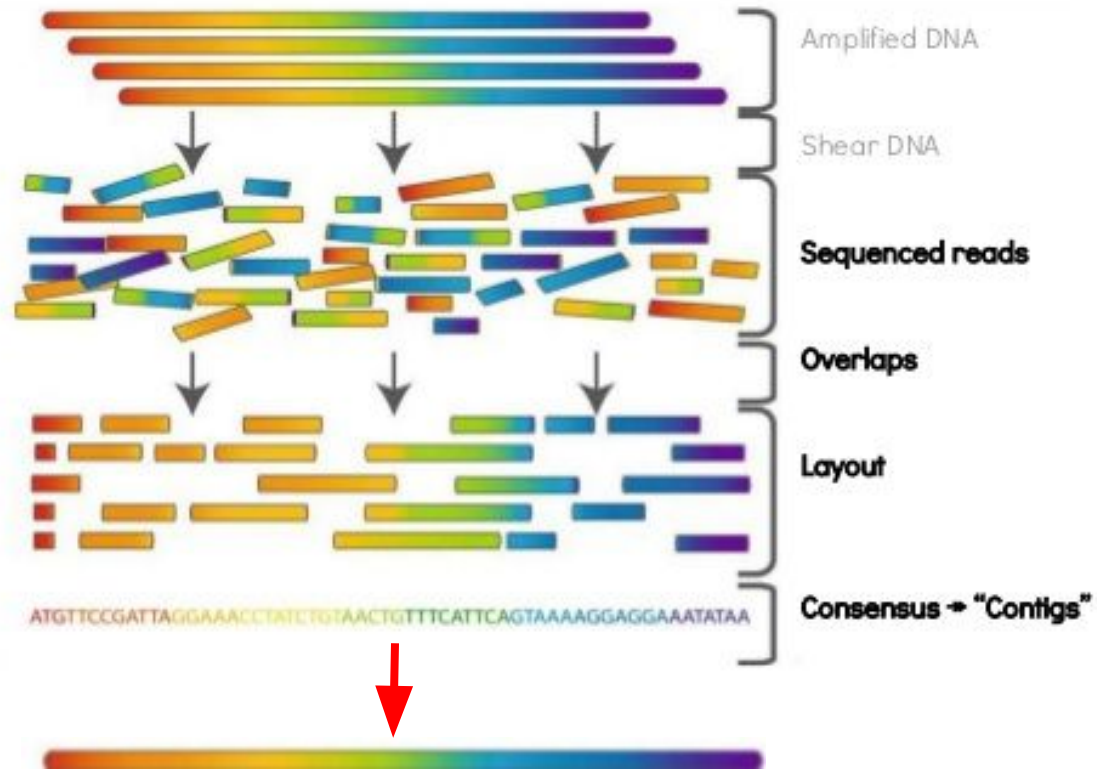 Amplified DNA
Shear DNA
Sequenced reads
Overlaps
Layout
ATGTTCCGATTAGGAAACCTATCTGTAACTGTTTCATTCAGTAAAAGGAGGAAATATAA
Consensus → "Contigs"